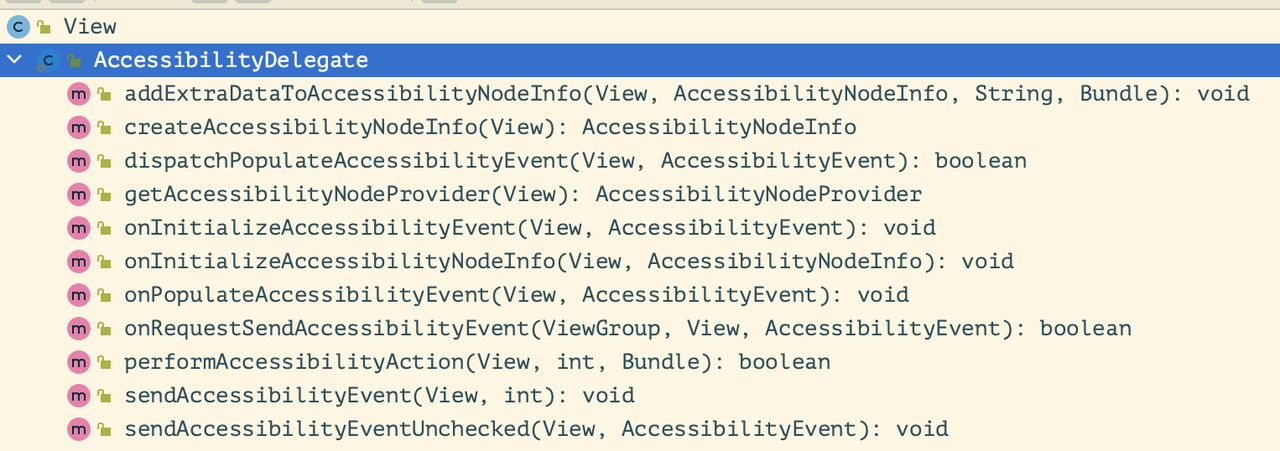 C View
C AccessibilityDelegate
m addExtraDataToAccessibilityNodeInfo(View, AccessibilityNodeInfo, String, Bundle): void
m createAccessibilityNodeInfo(View): AccessibilityNodeInfo
m dispatchPopulateAccessibilityEvent(View, AccessibilityEvent): boolean
m getAccessibilityNodeProvider(View): AccessibilityNodeProvider
m onInitializeAccessibilityEvent(View, AccessibilityEvent): void
m onInitializeAccessibilityNodeInfo(View, AccessibilityNodeInfo): void
m onPopulateAccessibilityEvent(View, AccessibilityEvent): void
m onRequestSendAccessibilityEvent(ViewGroup, View, AccessibilityEvent): boolean
m performAccessibilityAction(View, int, Bundle): boolean
m sendAccessibilityEvent(View, int): void
m sendAccessibilityEventUnchecked(View, AccessibilityEvent): void